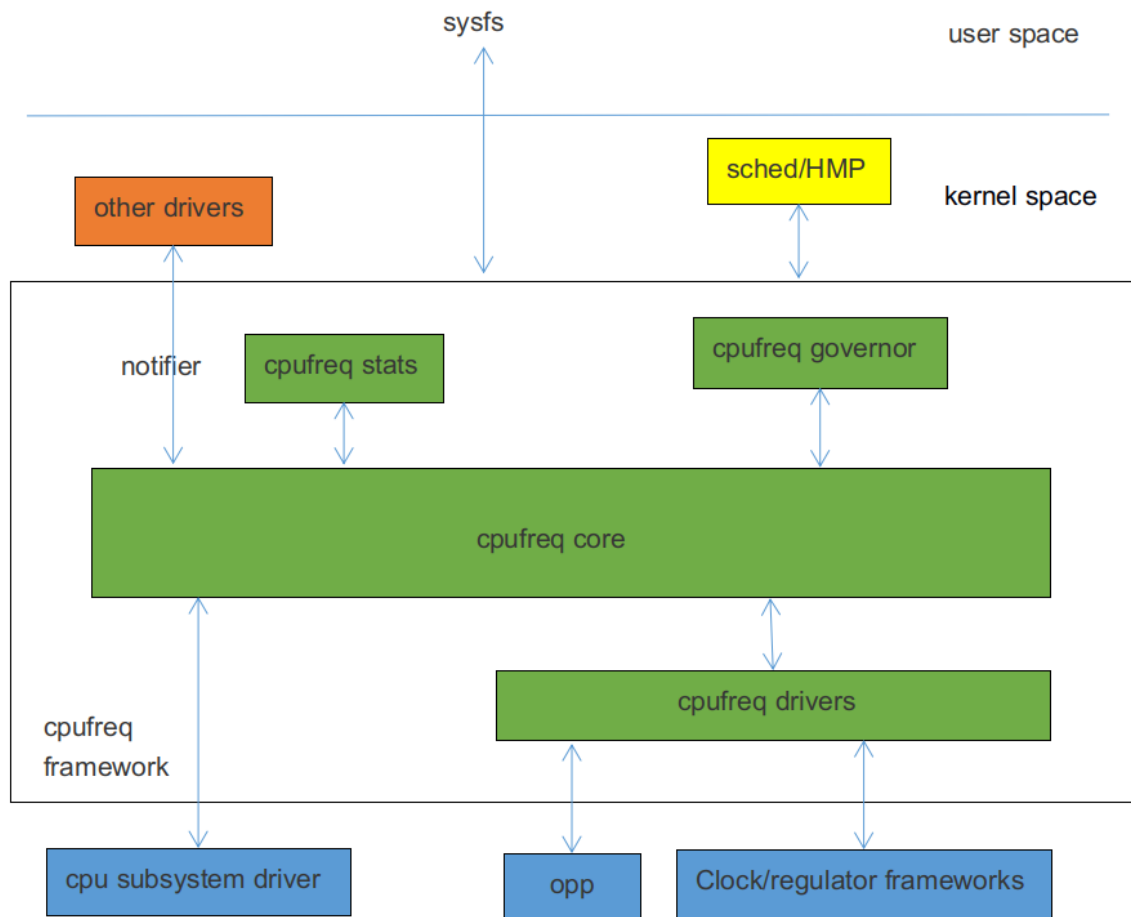 sysfs
user space
sched/HMP
kernel space
other drivers
notifier
cpufreq stats
cpufreq governor
cpufreq core
cpufreq drivers
cpufreq
framework
cpu subsystem driver
opp
Clock/regulator frameworks